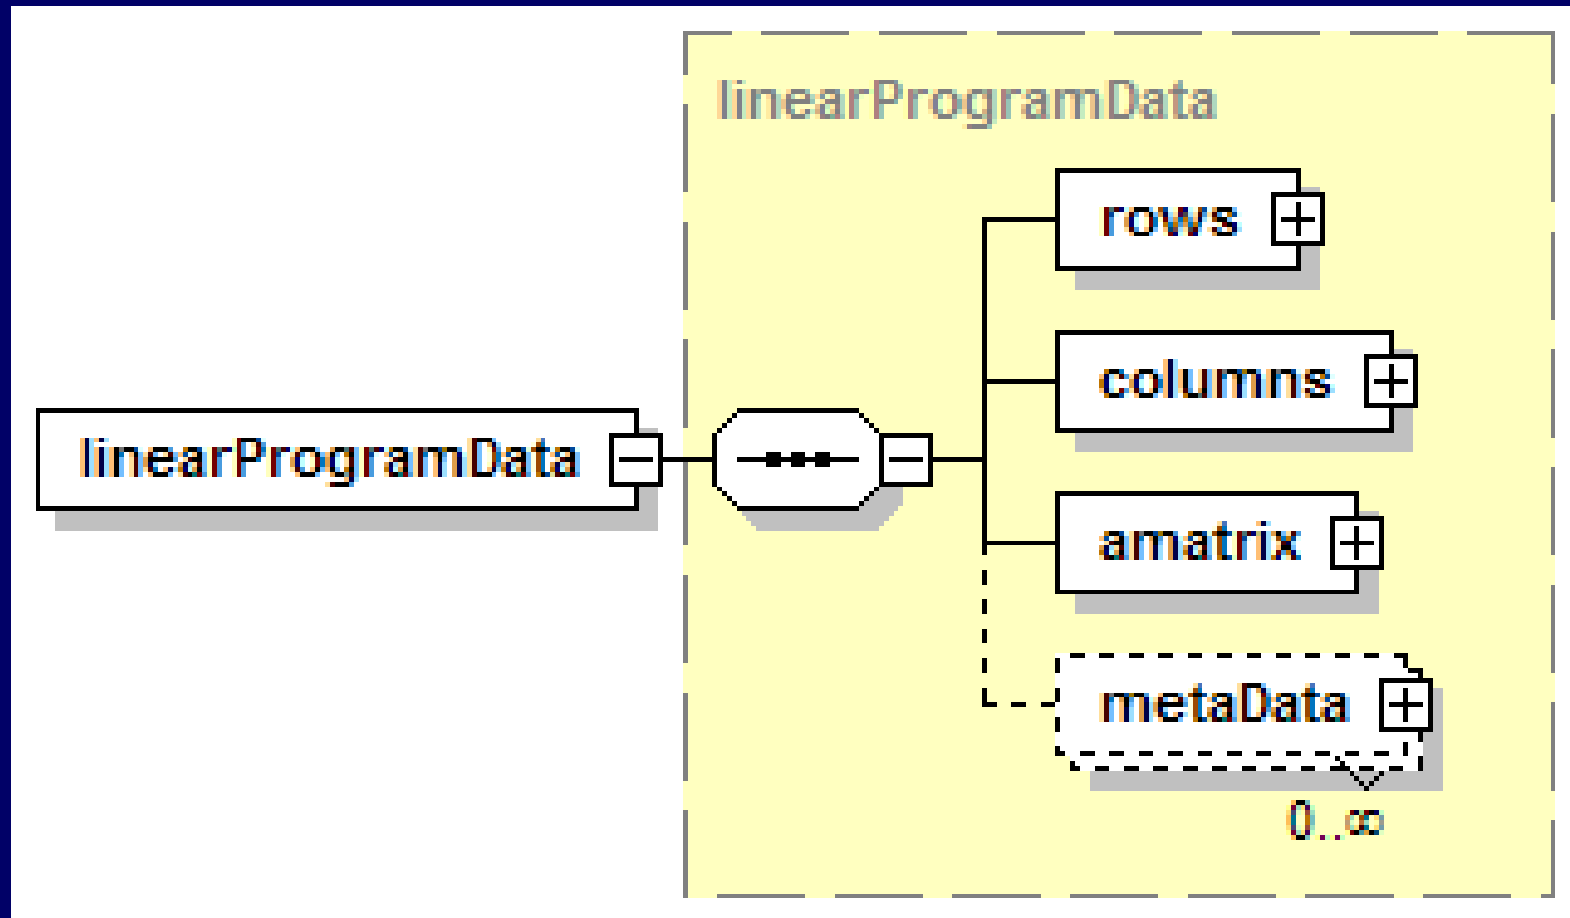 linearProgramData
rows
columns
linearProgramData
amatrix
metaData
0..∞